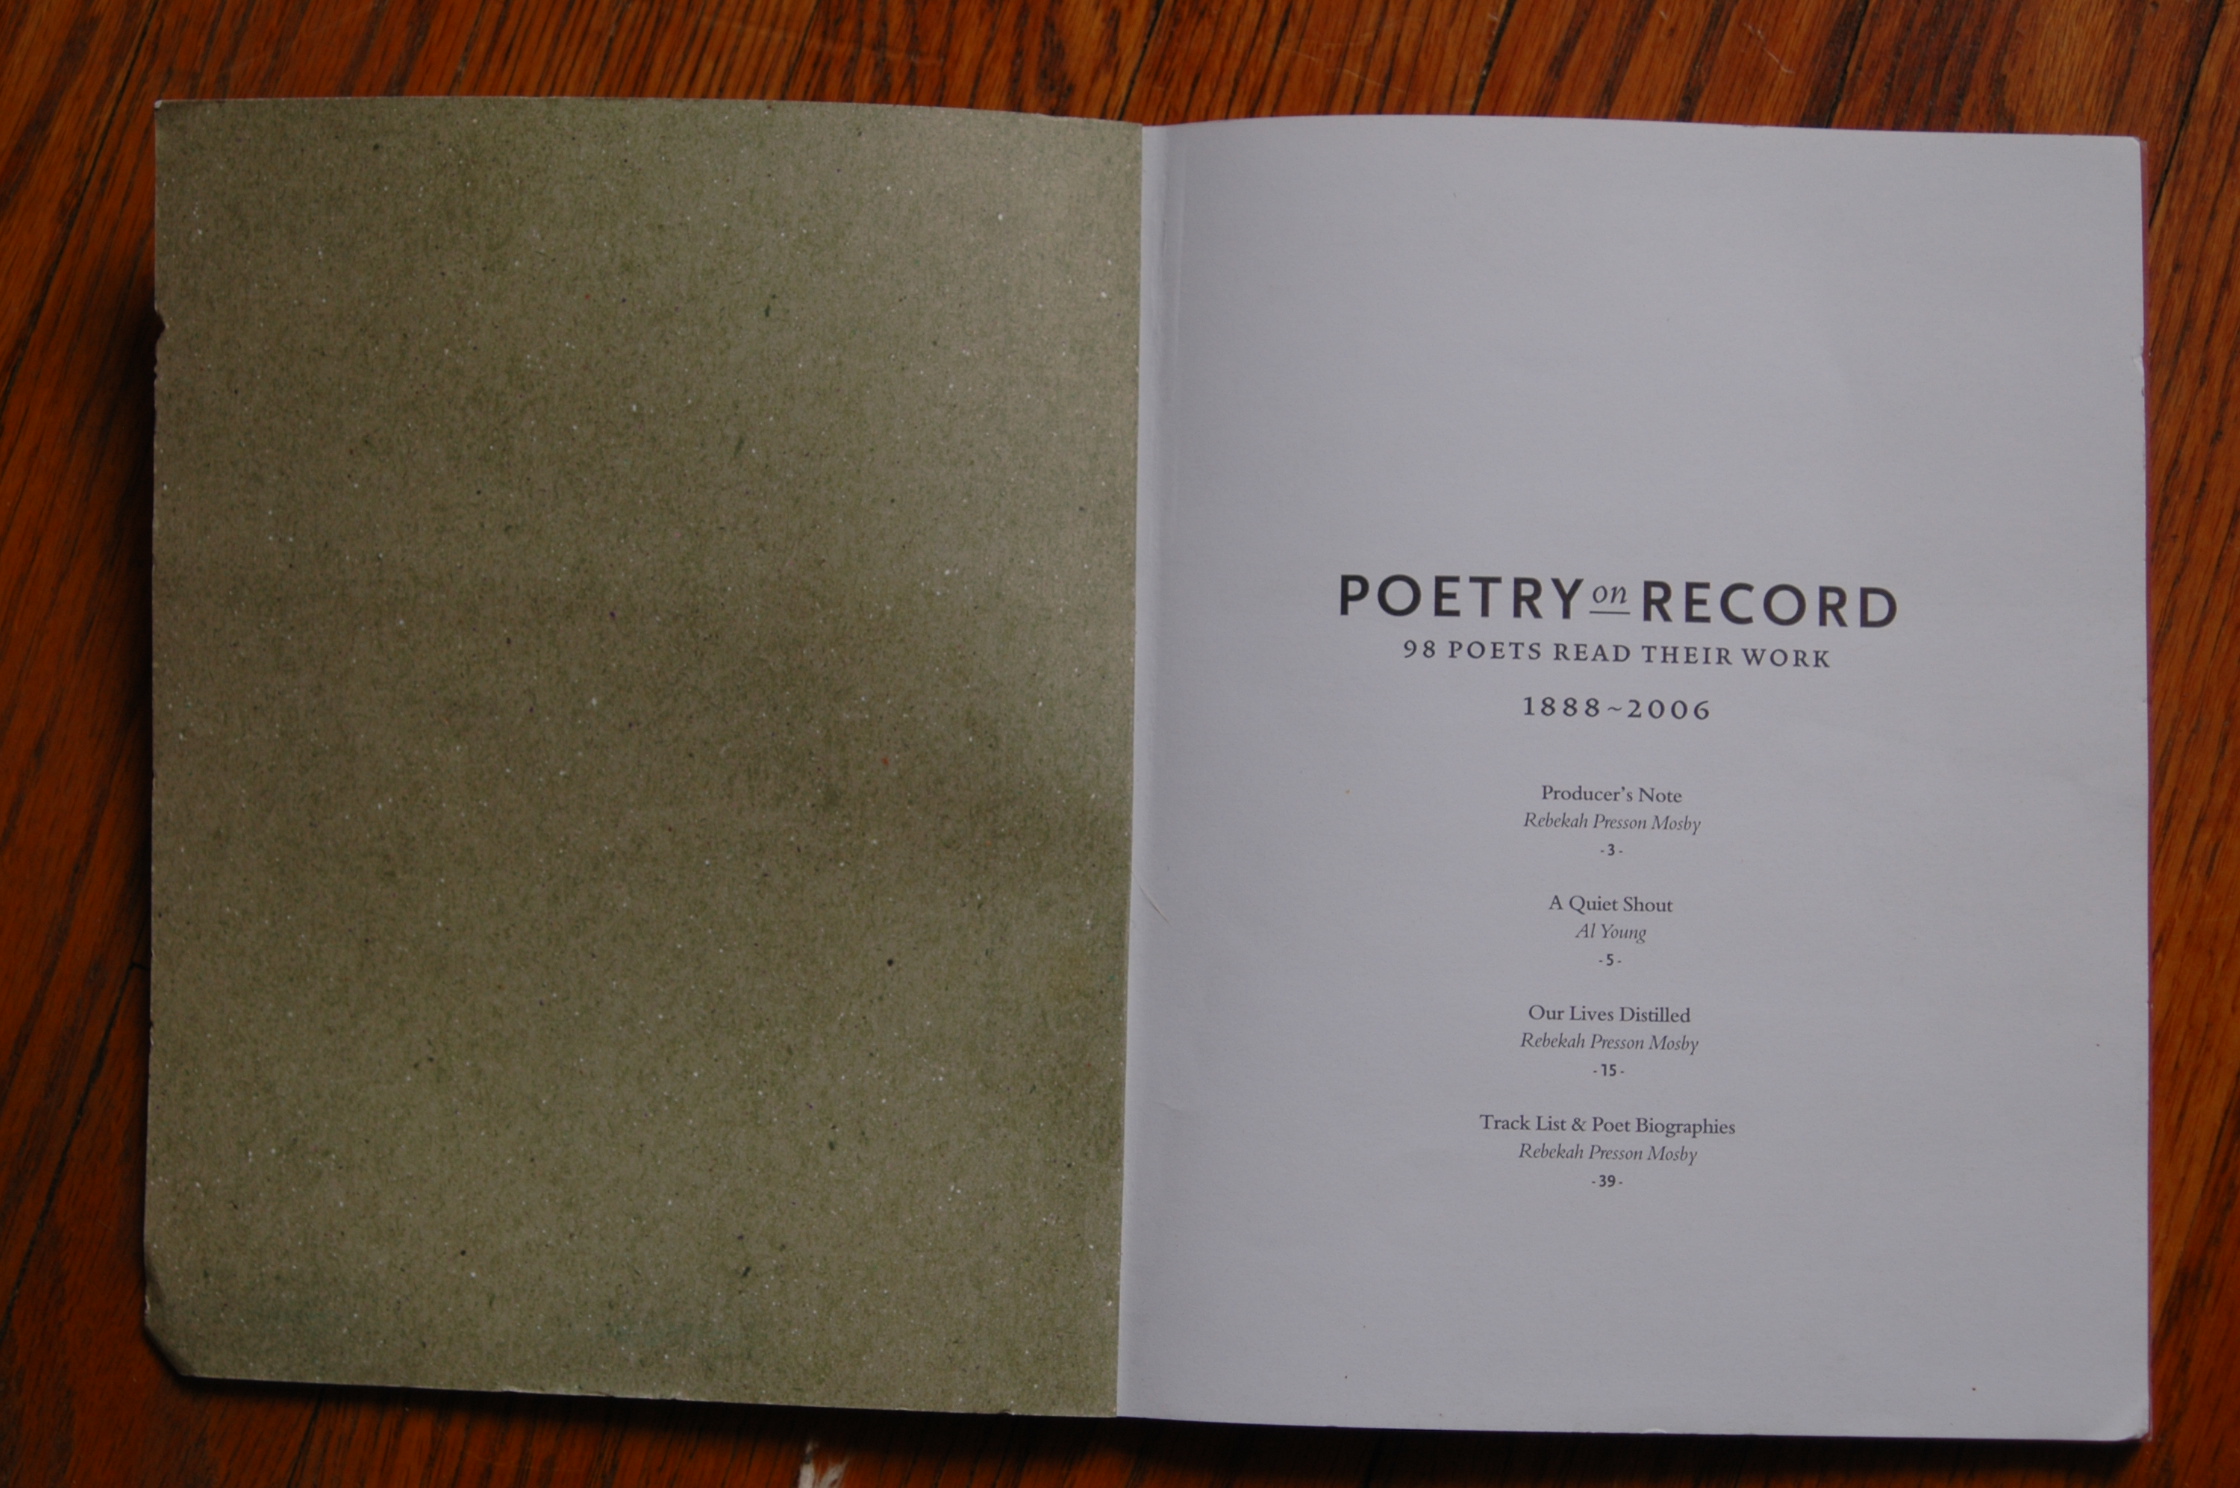 POETRY on RECORD
98 POETS READ THEIR WORK
1888~2006
Producer's Note
Rebekah Presson Mosby
-3-
A Quiet Shout
Al Young
-5-
Our Lives Distilled
Rebekah Presson Mosby
-15-
Track List & Poet Biographies
Rebekah Presson Mosby
-39-